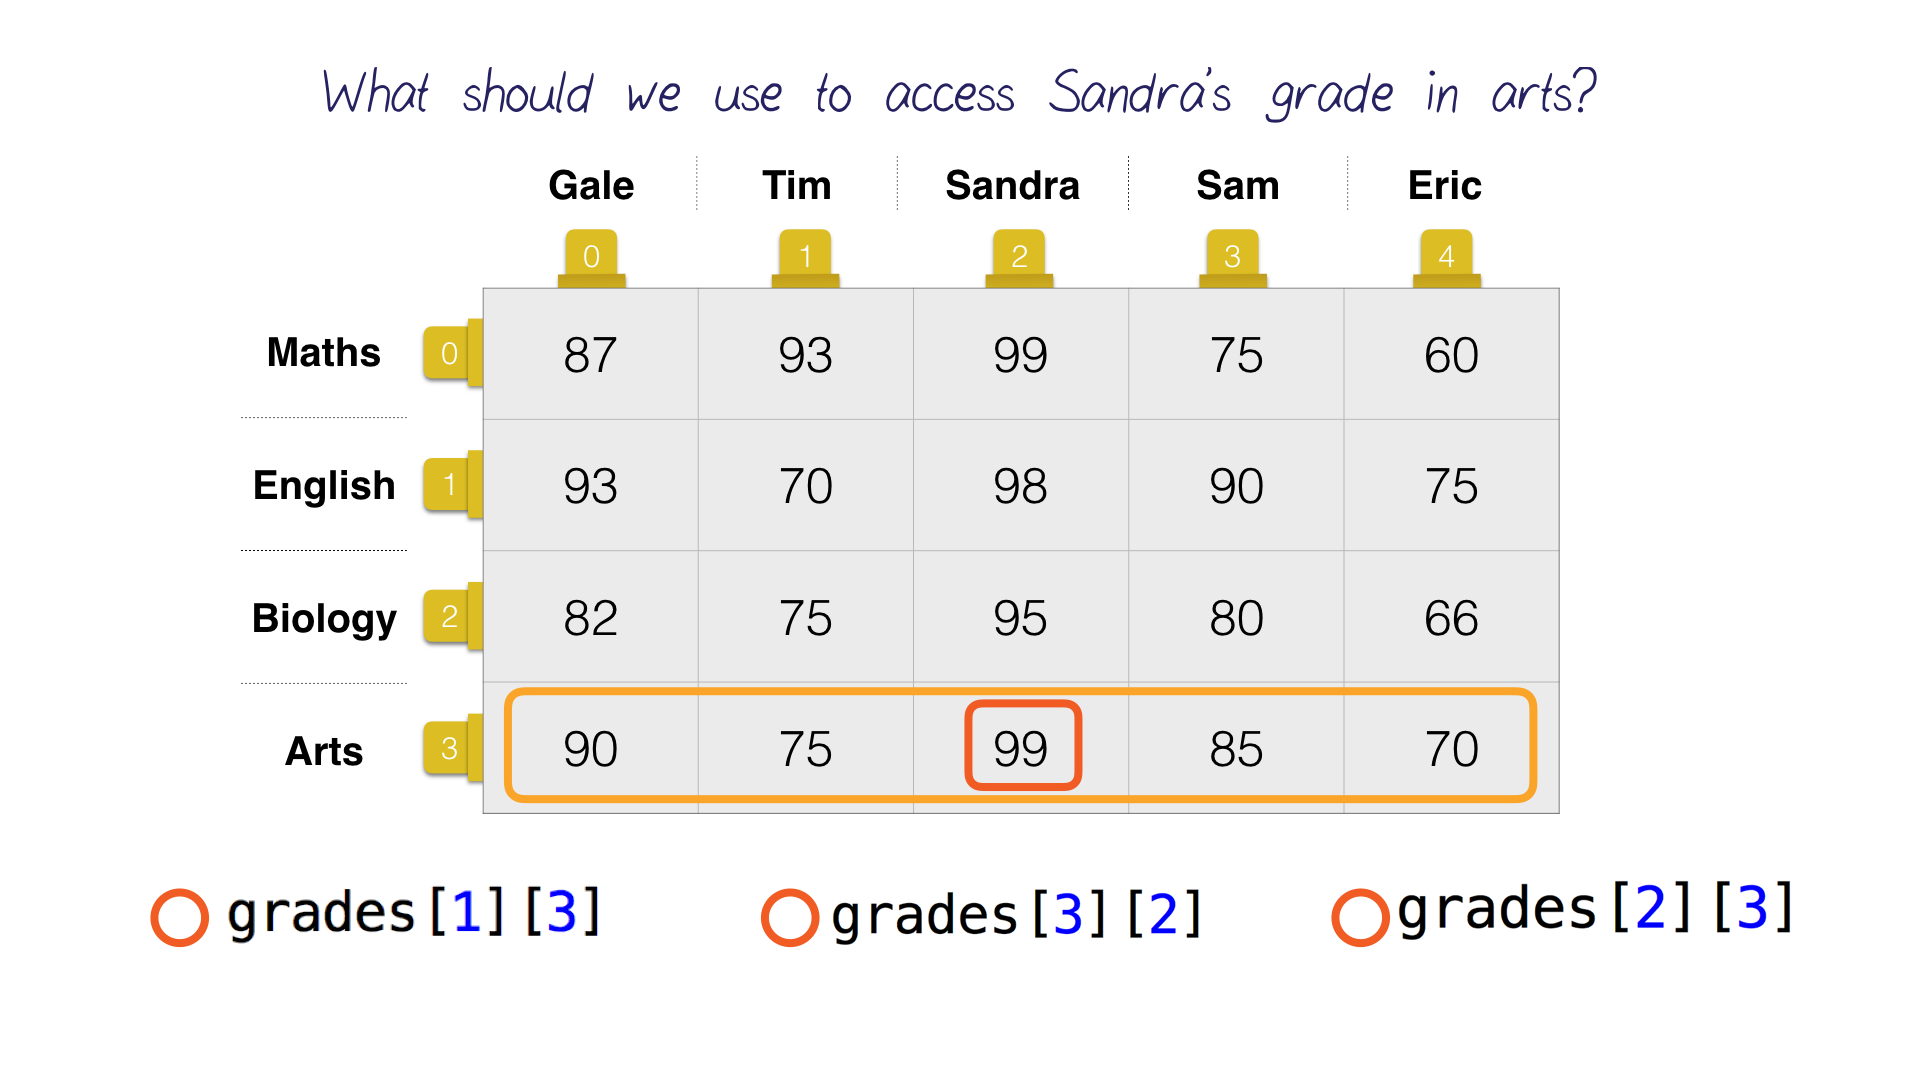 What should we use to access Sandra's grade in arts?
Gale Tim Sandra Sam Eric
0 1 2 3 4
Maths 0 87 93 99 75 60
English 1 93 70 98 90 75
Biology 2 82 75 95 80 66
Arts 3 90 75 99 85 70
grades[1][3] grades[3][2] grades[2][3]